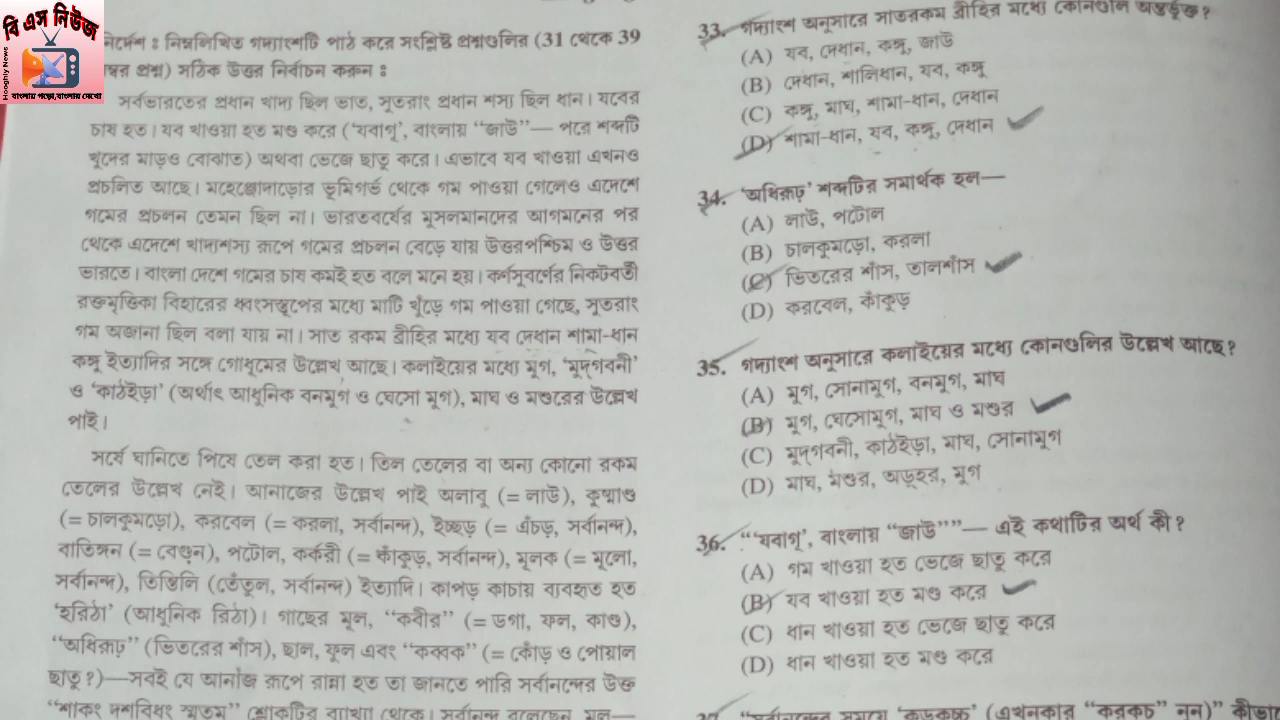 বি এস নিউজ
Hooghly News
বাংলায় পড়ো,বাংলায় দেখো
নির্দেশ : নিম্নলিখিত গদ্যাংশটি পাঠ করে সংশ্লিষ্ট প্রশ্নগুলির (31 থেকে 39
ম্বর প্রশ্ন) সঠিক উত্তর নির্বাচন করুন :
সর্বভারতের প্রধান খাদ্য ছিল ভাত, সুতরাং প্রধান শস্য ছিল ধান। যবের
চাষ হত। যব খাওয়া হত মণ্ড করে (‘যবাগূ’, বাংলায় “জাউ”— পরে শব্দটি
খুদের মাড়ও বোঝাত) অথবা ভেজে ছাতু করে। এভাবে যব খাওয়া এখনও
প্রচলিত আছে। মহেঞ্জোদাড়োর ভূমিগর্ভ থেকে গম পাওয়া গেলেও এদেশে
গমের প্রচলন তেমন ছিল না। ভারতবর্ষের মুসলমানদের আগমনের পর
থেকে এদেশে খাদ্যশস্য রূপে গমের প্রচলন বেড়ে যায় উত্তরপশ্চিম ও উত্তর
ভারতে। বাংলা দেশে গমের চাষ কমই হত বলে মনে হয়। কর্ণসুবর্ণের নিকটবর্তী
রক্তমৃত্তিকা বিহারের ধ্বংসস্তূপের মধ্যে মাটি খুঁড়ে গম পাওয়া গেছে, সুতরাং
গম অজানা ছিল বলা যায় না। সাত রকম ব্রীহির মধ্যে যব দেধান শামা-ধান
কঙ্গু ইত্যাদির সঙ্গে গোধূমের উল্লেখ আছে। কলাইয়ের মধ্যে মুগ, ‘মুদ্গবনী’
ও ‘কাঠইড়া’ (অর্থাৎ আধুনিক বনমুগ ও ঘেসো মুগ), মাঘ ও মশুরের উল্লেখ
পাই।
সর্ষে ঘানিতে পিষে তেল করা হত। তিল তেলের বা অন্য কোনো রকম
তেলের উল্লেখ নেই। আনাজের উল্লেখ পাই অলাবু (= লাউ), কুষ্মাণ্ড
(= চালকুমড়ো), করবেল (= করলা, সর্বানন্দ), ইচ্ছড় (= এঁচড়, সর্বানন্দ),
বাতিঙ্গন (= বেগুন), পটোল, কর্করী (= কাঁকুড়, সর্বানন্দ), মূলক (= মূলো,
সর্বানন্দ), তিন্তিলি (তেঁতুল, সর্বানন্দ) ইত্যাদি। কাপড় কাচায় ব্যবহৃত হত
‘হরিঠা’ (আধুনিক রিঠা)। গাছের মূল, “কবীর” (= ডগা, ফল, কাণ্ড),
“অধিরূঢ়” (ভিতরের শাঁস), ছাল, ফুল এবং “কব্বক” (= কোঁড় ও পোয়াল
ছাতু ?)—সবই যে আনাজ রূপে রান্না হত তা জানতে পারি সর্বানন্দের উক্ত
“শাকং দশবিধং স্মৃতম্” শ্লোকটির ব্যাখ্যা থেকে। সর্বানন্দ বলেছেন, মূল—
33. গদ্যাংশ অনুসারে সাতরকম ব্রীহির মধ্যে কোনগুলি অন্তর্ভুক্ত ?
(A) যব, দেধান, কঙ্গু, জাউ
(B) দেধান, শালিধান, যব, কঙ্গু
(C) কঙ্গু, মাঘ, শামা-ধান, দেধান
(D) শামা-ধান, যব, কঙ্গু, দেধান
34. ‘অধিরূঢ়’ শব্দটির সমার্থক হল—
(A) লাউ, পটোল
(B) চালকুমড়ো, করলা
(C) ভিতরের শাঁস, তালশাঁস
(D) করবেল, কাঁকুড়
35. গদ্যাংশ অনুসারে কলাইয়ের মধ্যে কোনগুলির উল্লেখ আছে ?
(A) মুগ, সোনামুগ, বনমুগ, মাঘ
(B) মুগ, ঘেসোমুগ, মাঘ ও মশুর
(C) মুদ্গবনী, কাঠইড়া, মাঘ, সোনামুগ
(D) মাঘ, মশুর, অড়হর, মুগ
36. “‘যবাগূ’, বাংলায় “জাউ””— এই কথাটির অর্থ কী ?
(A) গম খাওয়া হত ভেজে ছাতু করে
(B) যব খাওয়া হত মণ্ড করে
(C) ধান খাওয়া হত ভেজে ছাতু করে
(D) ধান খাওয়া হত মণ্ড করে
(এখনকার “করকচ” নুন)”